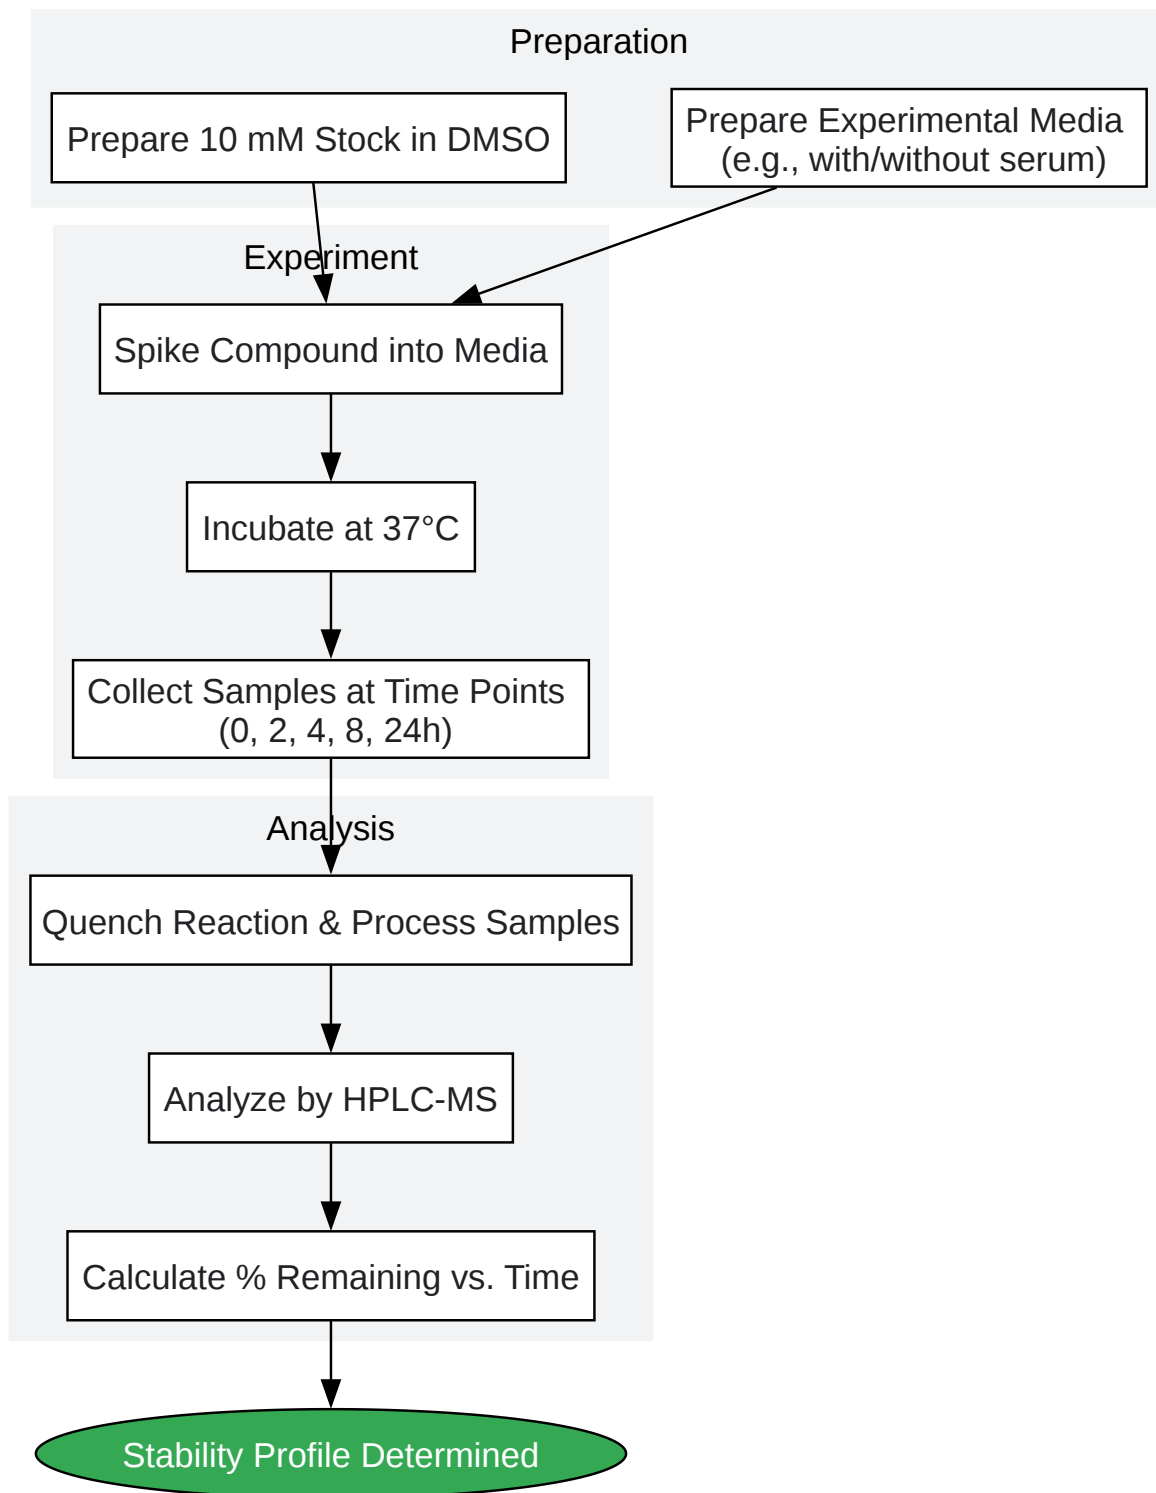 Preparation
Prepare 10 mM Stock in DMSO
Prepare Experimental Media
(e.g., with/without serum)
Experiment
Spike Compound into Media
Incubate at 37°C
Collect Samples at Time Points
(0, 2, 4, 8, 24h)
Analysis
Quench Reaction & Process Samples
Analyze by HPLC-MS
Calculate % Remaining vs. Time
Stability Profile Determined